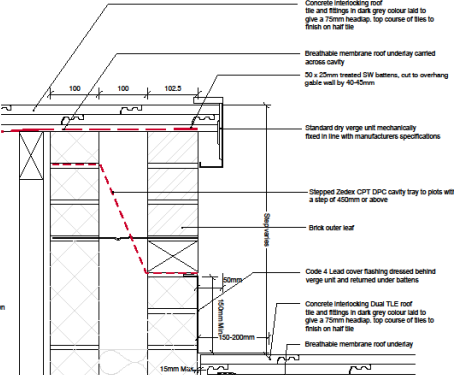 Concrete interlocking roof
tile and fittings in dark grey colour laid to
give a 75mm headlap. top course of tiles to
finish on half tile
Breathable membrane roof underlay carried
across cavity
50 x 25mm treated SW battens, cut to overhang
gable wall by 40-45mm
100
100
102.5
Standard dry verge unit mechanically
fixed in line with manufacturers specifications
Stepped Zedex CPT DPC cavity tray to plots with
a step of 450mm or above
Step varies
Brick outer leaf
Code 4 Lead cover flashing dressed behind
verge unit and returned under battens
50mm
150mm Min
Concrete interlocking Dual TLE roof
tile and fittings in dark grey colour laid to
give a 75mm headlap. top course of tiles to
finish on half tile
150-200mm
Breathable membrane roof underlay
15mm Max